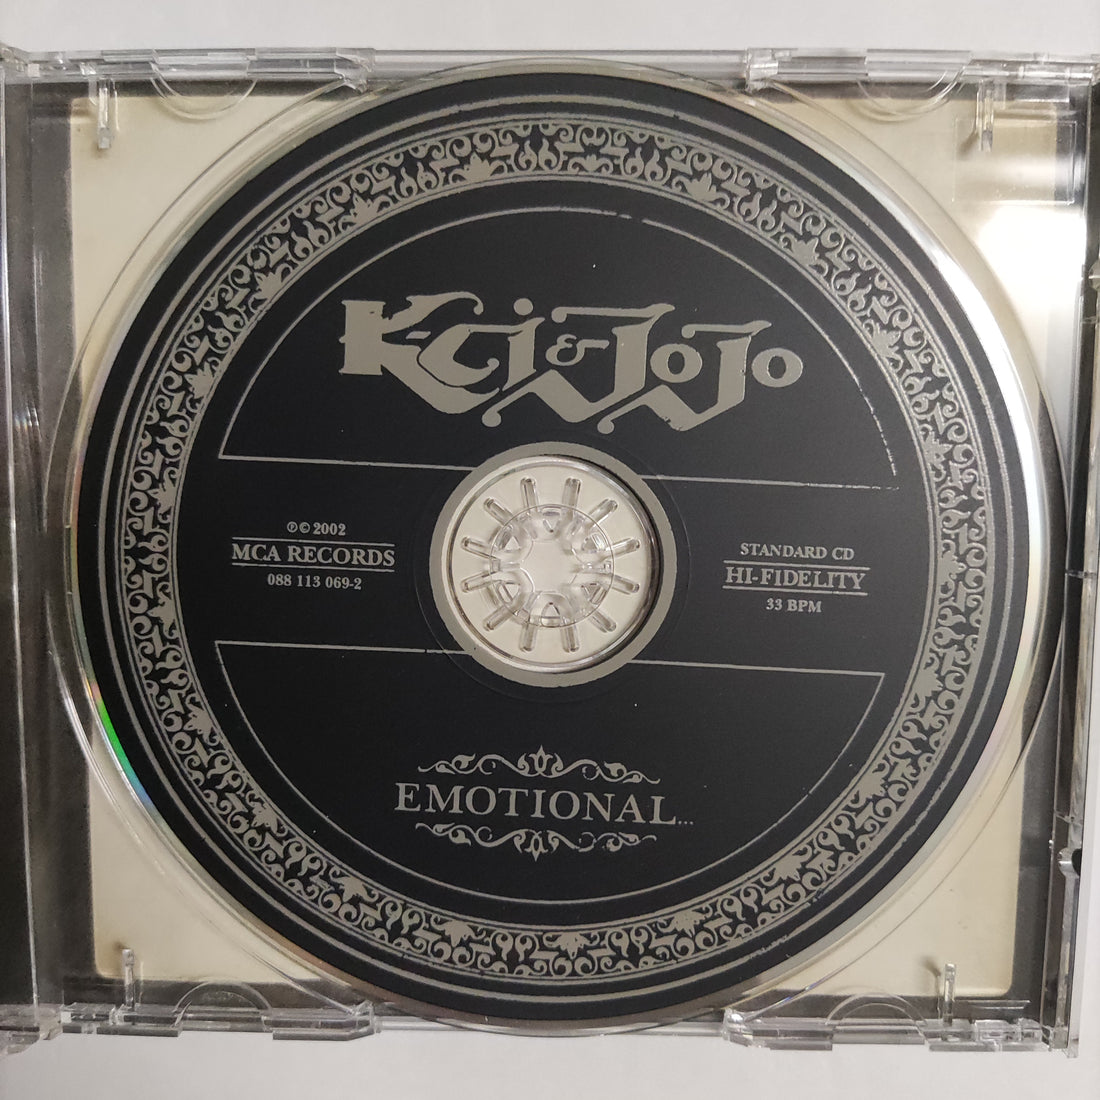 K-Ci & JoJo
℗© 2002
MCA RECORDS
088 113 069-2
STANDARD CD
HI-FIDELITY
33 BPM
EMOTIONAL...